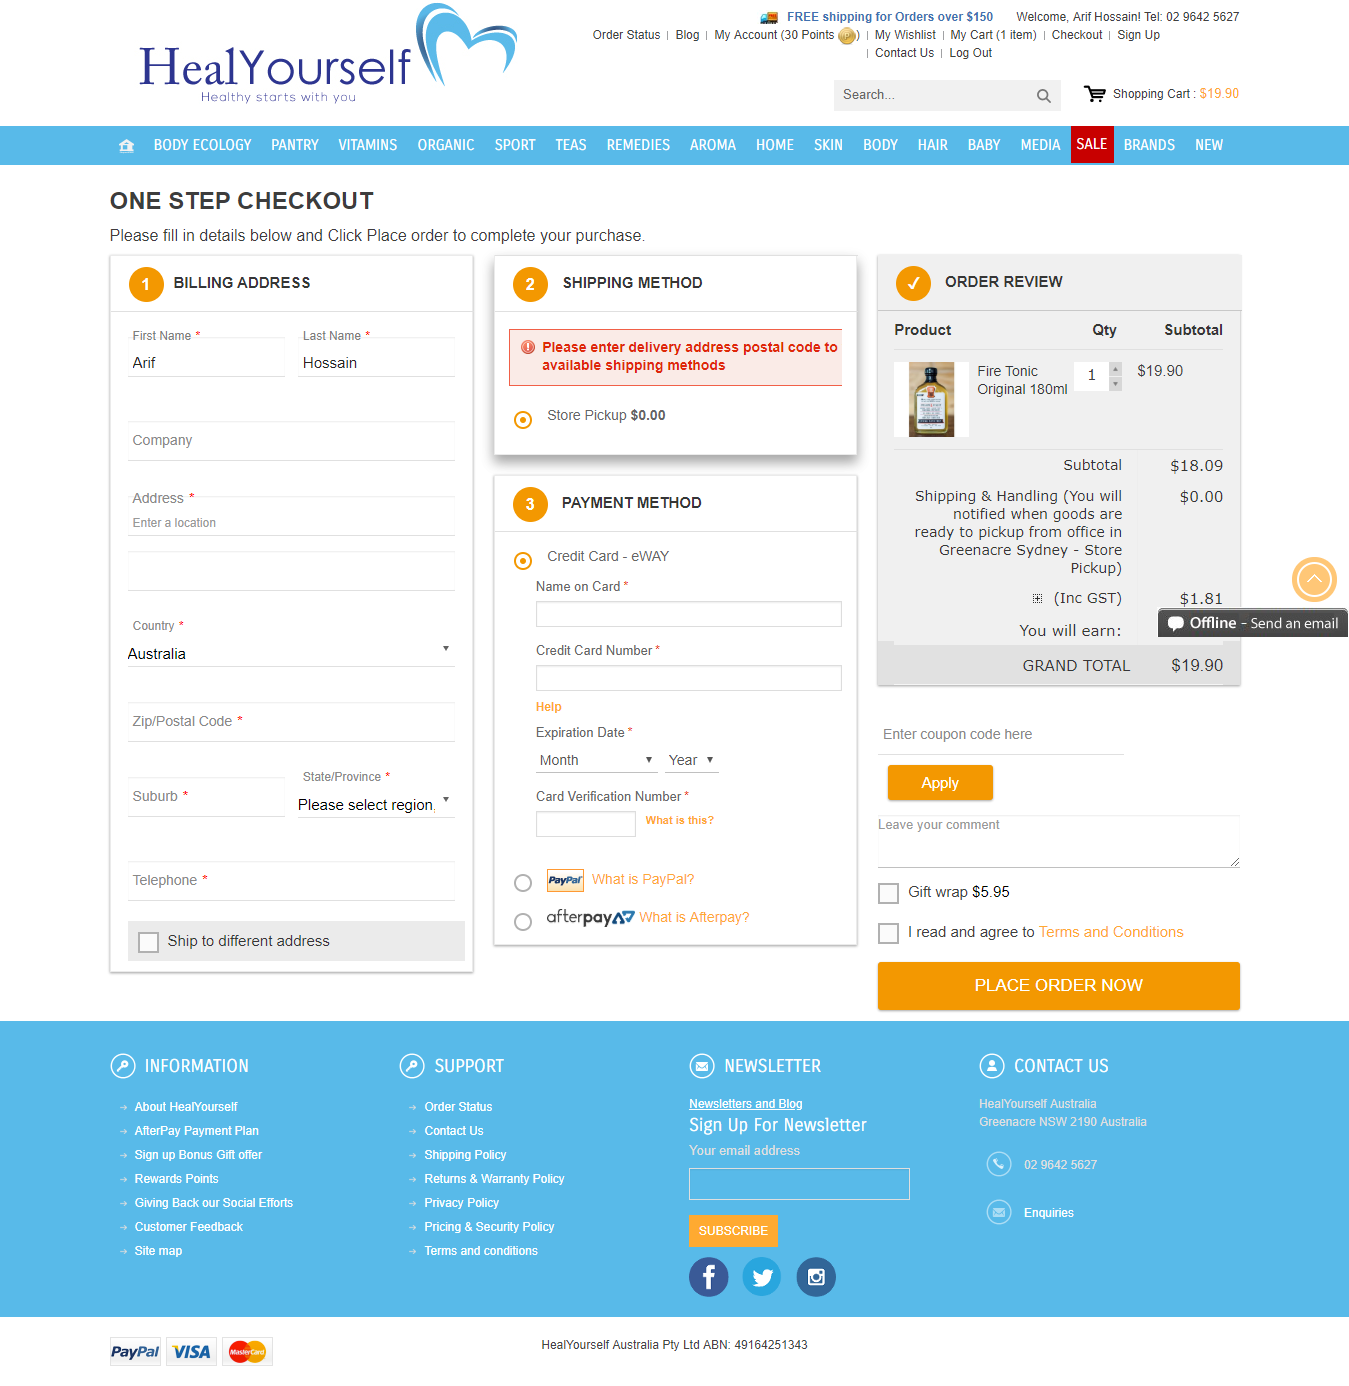 HealYourself
Healthy starts with you
FREE shipping for Orders over $150 Welcome, Arif Hossain! Tel: 02 9642 5627
Order Status | Blog | My Account (30 Points ) | My Wishlist | My Cart (1 item) | Checkout | Sign Up
| Contact Us | Log Out
Search...
Shopping Cart : $19.90
BODY ECOLOGY PANTRY VITAMINS ORGANIC SPORT TEAS REMEDIES AROMA HOME SKIN BODY HAIR BABY MEDIA SALE BRANDS NEW
ONE STEP CHECKOUT
Please fill in details below and Click Place order to complete your purchase.
1 BILLING ADDRESS
First Name * Last Name *
Arif Hossain
Company
Address *
Enter a location
Country *
Australia
Zip/Postal Code *
State/Province *
Suburb * Please select region,
Telephone *
Ship to different address
2 SHIPPING METHOD
Please enter delivery address postal code to
available shipping methods
Store Pickup $0.00
3 PAYMENT METHOD
Credit Card - eWAY
Name on Card *
Credit Card Number *
Help
Expiration Date *
Month Year
Card Verification Number *
What is this?
PayPal What is PayPal?
afterpay What is Afterpay?
ORDER REVIEW
Product Qty Subtotal
Fire Tonic 1 $19.90
Original 180ml
Subtotal $18.09
Shipping & Handling (You will $0.00
notified when goods are
ready to pickup from office in
Greenacre Sydney - Store
Pickup)
(Inc GST) $1.81
You will earn:
GRAND TOTAL $19.90
Offline - Send an email
Enter coupon code here
Apply
Leave your comment
Gift wrap $5.95
I read and agree to Terms and Conditions
PLACE ORDER NOW
INFORMATION
About HealYourself
AfterPay Payment Plan
Sign up Bonus Gift offer
Rewards Points
Giving Back our Social Efforts
Customer Feedback
Site map
SUPPORT
Order Status
Contact Us
Shipping Policy
Returns & Warranty Policy
Privacy Policy
Pricing & Security Policy
Terms and conditions
NEWSLETTER
Newsletters and Blog
Sign Up For Newsletter
Your email address
SUBSCRIBE
CONTACT US
HealYourself Australia
Greenacre NSW 2190 Australia
02 9642 5627
Enquiries
PayPal VISA MasterCard
HealYourself Australia Pty Ltd ABN: 49164251343